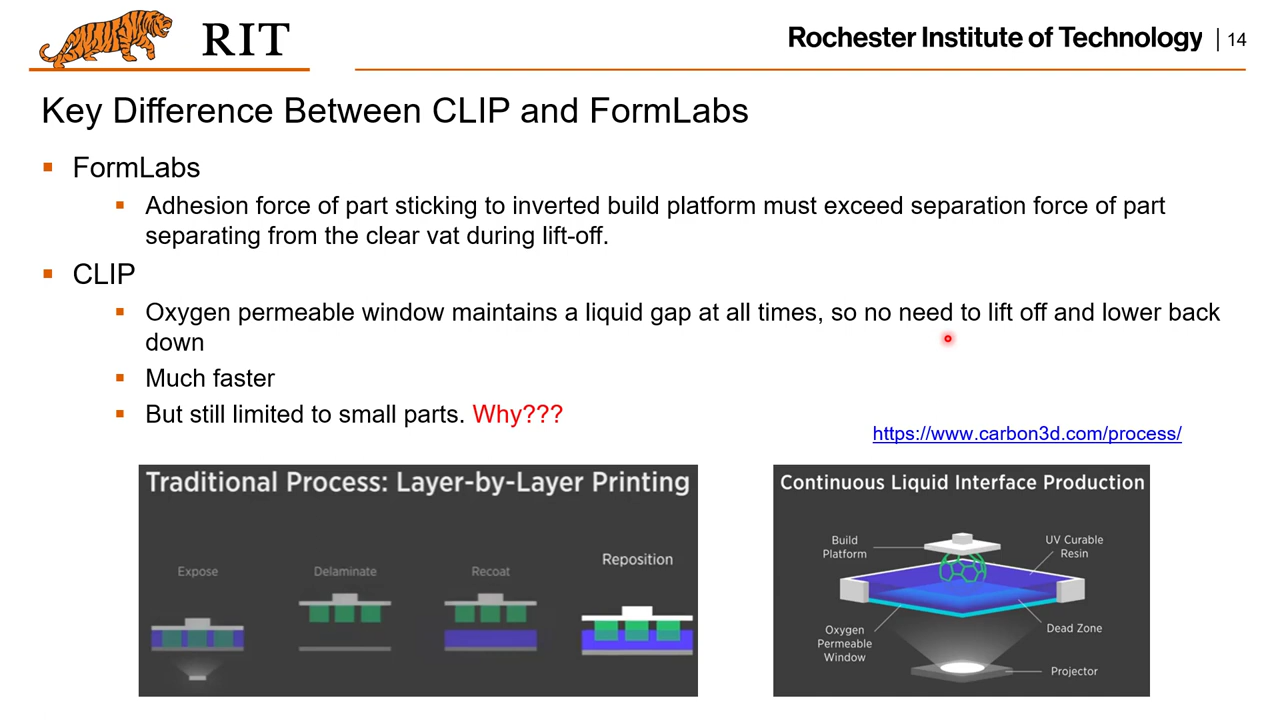 RIT
Rochester Institute of Technology | 14
Key Difference Between CLIP and FormLabs
FormLabs
Adhesion force of part sticking to inverted build platform must exceed separation force of part
separating from the clear vat during lift-off.
CLIP
Oxygen permeable window maintains a liquid gap at all times, so no need to lift off and lower back
down
Much faster
But still limited to small parts. Why???
https://www.carbon3d.com/process/
Traditional Process: Layer-by-Layer Printing
Expose
Delaminate
Recoat
Reposition
Continuous Liquid Interface Production
Build
Platform
UV Curable
Resin
Oxygen
Permeable
Window
Dead Zone
Projector